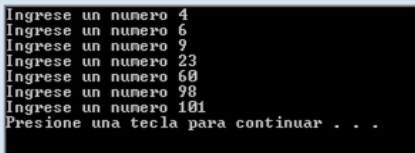 Ingrese un numero 4
Ingrese un numero 6
Ingrese un numero 9
Ingrese un numero 23
Ingrese un numero 60
Ingrese un numero 98
Ingrese un numero 101
Presione una tecla para continuar . . .